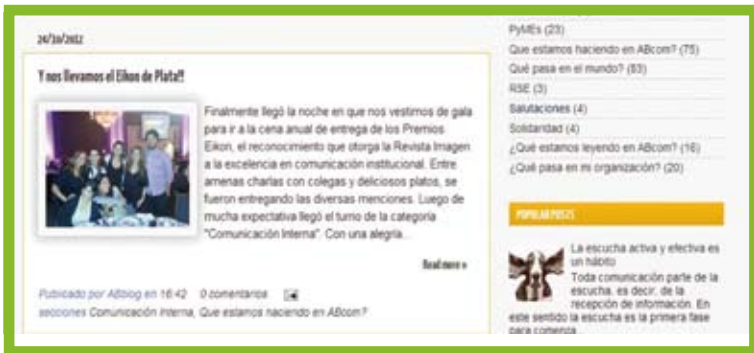 24/10/2012
Y nos llevamos el Eikon de Plata!!
Finalmente llegó la noche en que nos vestimos de gala
para ir a la cena anual de entrega de los Premios
Eikon, el reconocimiento que otorga la Revista Imagen
a la excelencia en comunicación institucional. Entre
amenas charlas con colegas y deliciosos platos, se
fueron entregando las diversas menciones. Luego de
mucha expectativa llegó el turno de la categoría
"Comunicación Interna". Con una alegría...
Read more »
Publicado por ABblog en 16:42 0 comentarios
secciones Comunicación Interna, Que estamos haciendo en ABcom?
PyMEs (23)
Que estamos haciendo en ABcom? (75)
Qué pasa en el mundo? (83)
RSE (3)
Salutaciones (4)
Solidaridad (4)
¿Qué estamos leyendo en ABcom? (16)
¿Qué pasa en mi organización? (20)
POPULAR POSTS
La escucha activa y efectiva es
un hábito
Toda comunicación parte de la
escucha, es decir, de la
recepción de información. En
este sentido la escucha es la primera fase
para comenza...